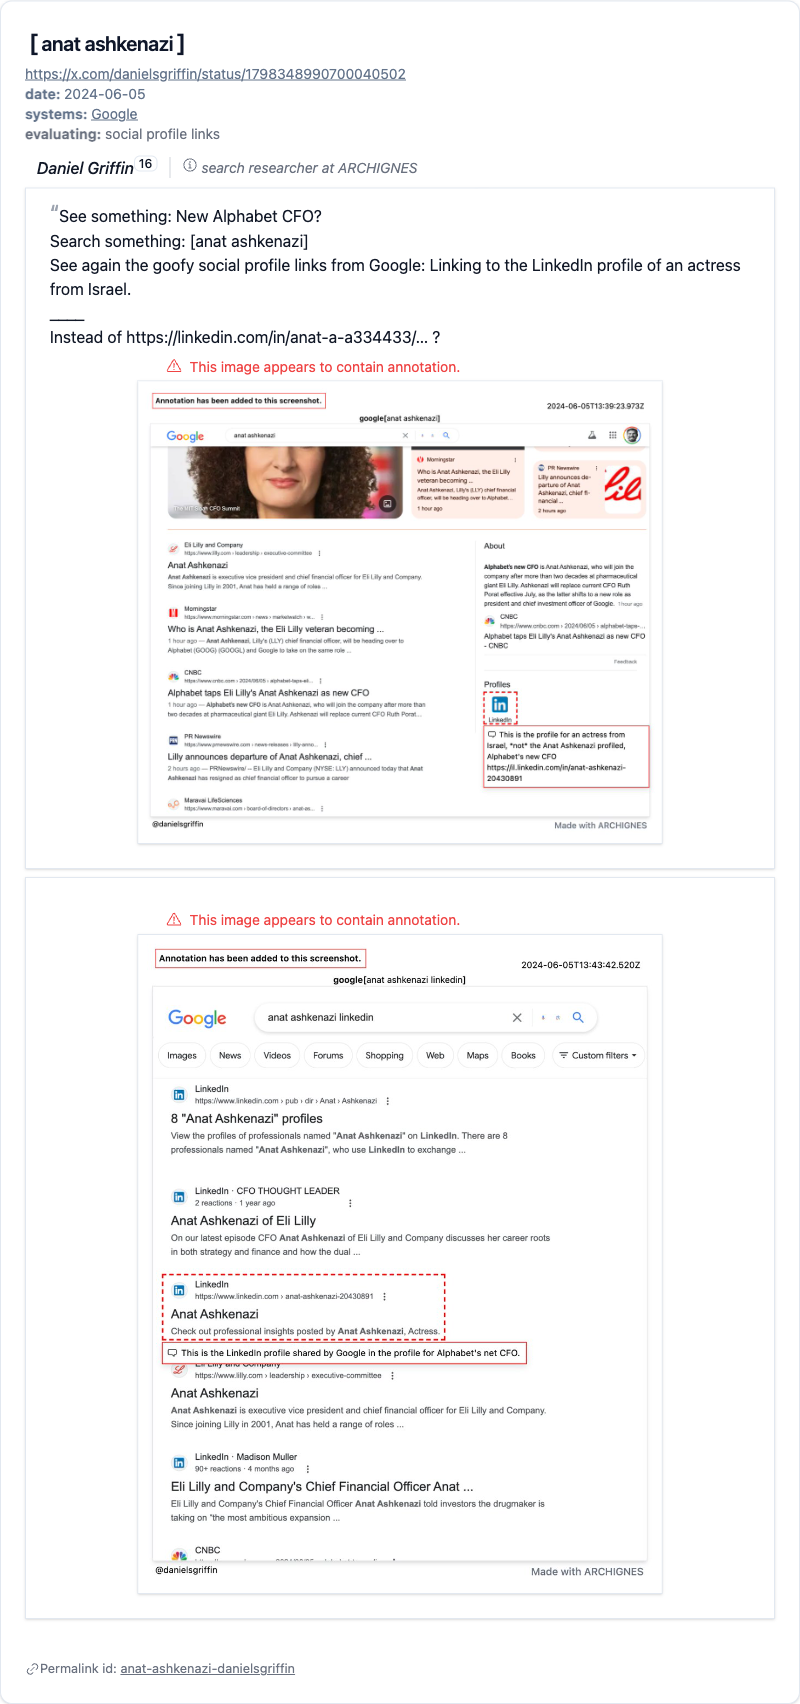 [anat ashkenazi]
https://x.com/danielsgriffin/status/1798348990700040502
date: 2024-06-05
systems: Google
evaluating: social profile links
Daniel Griffin 16 search researcher at ARCHIGNES
“See something: New Alphabet CFO?
Search something: [anat ashkenazi]
See again the goofy social profile links from Google: Linking to the LinkedIn profile of an actress
from Israel.
____
Instead of https://linkedin.com/in/anat-a-a334433/... ?
This image appears to contain annotation.
Annotation has been added to this screenshot.
2024-06-05T13:39:23.973Z
google[anat ashkenazi]
Google anat ashkenazi
Morningstar
Who is Anat Ashkenazi, the Eli Lilly
veteran becoming ...
Anat Ashkenazi, Lilly's (LLY) chief financial
officer, will be heading over to Alphabet...
1 hour ago
PR Newswire
Lilly announces de-
parture of Anat
Ashkenazi, chief fi-
nancial ...
2 hours ago
Lilly
CFO Summit
Eli Lilly and Company
https://www.lilly.com › leadership › executive-committee
Anat Ashkenazi
Anat Ashkenazi is executive vice president and chief financial officer for Eli Lilly and Company.
Since joining Lilly in 2001, Anat has held a range of roles ...
Morningstar
https://www.morningstar.com › news › marketwatch › w...
Who is Anat Ashkenazi, the Eli Lilly veteran becoming ...
1 hour ago — Anat Ashkenazi, Lilly's (LLY) chief financial officer, will be heading over to
Alphabet (GOOG) (GOOGL) and Google to take on the same role ...
CNBC
https://www.cnbc.com › 2024/06/05 › alphabet-taps-eli...
Alphabet taps Eli Lilly's Anat Ashkenazi as new CFO
1 hour ago — Alphabet's new CFO is Anat Ashkenazi, who will join the company after more than
two decades at pharmaceutical giant Eli Lilly. Ashkenazi will replace current CFO Ruth Porat...
PR Newswire
https://www.prnewswire.com › news-releases › lilly-anno...
Lilly announces departure of Anat Ashkenazi, chief ...
2 hours ago — PRNewswire/ -- Eli Lilly and Company (NYSE: LLY) announced today that Anat
Ashkenazi has resigned as chief financial officer to pursue a career
Maravai LifeSciences
https://www.maravai.com › board-of-directors › anat-as...
About
Alphabet's new CFO is Anat Ashkenazi, who will join the
company after more than two decades at pharmaceutical
giant Eli Lilly. Ashkenazi will replace current CFO Ruth
Porat effective July, as the latter shifts to a new role as
president and chief investment officer of Google. 1 hour ago
CNBC
https://www.cnbc.com › 2024/06/05 › alphabet-taps-...
Alphabet taps Eli Lilly's Anat Ashkenazi as new CFO
- CNBC
Feedback
Profiles
LinkedIn
This is the profile for an actress from
Israel, *not* the Anat Ashkenazi profiled,
Alphabet's new CFO
https://il.linkedin.com/in/anat-ashkenazi-
20430891
@danielsgriffin
Made with ARCHIGNES
This image appears to contain annotation.
Annotation has been added to this screenshot.
2024-06-05T13:43:42.520Z
google[anat ashkenazi linkedin]
Google anat ashkenazi linkedin
Images News Videos Forums Shopping Web Maps Books Custom filters
LinkedIn
https://www.linkedin.com › pub › dir › Anat › Ashkenazi
8 "Anat Ashkenazi" profiles
View the profiles of professionals named "Anat Ashkenazi" on LinkedIn. There are 8
professionals named "Anat Ashkenazi", who use LinkedIn to exchange ...
LinkedIn · CFO THOUGHT LEADER
2 reactions · 1 year ago
Anat Ashkenazi of Eli Lilly
On our latest episode CFO Anat Ashkenazi of Eli Lilly and Company discusses her career roots
in both strategy and finance and how the dual ...
LinkedIn
https://www.linkedin.com › anat-ashkenazi-20430891
Anat Ashkenazi
Check out professional insights posted by Anat Ashkenazi, Actress.
This is the LinkedIn profile shared by Google in the profile for Alphabet's net CFO.
Eli Lilly and Company
https://www.lilly.com › leadership › executive-committee
Anat Ashkenazi
Anat Ashkenazi is executive vice president and chief financial officer for Eli Lilly and Company.
Since joining Lilly in 2001, Anat has held a range of roles ...
LinkedIn · Madison Muller
90+ reactions · 4 months ago
Eli Lilly and Company's Chief Financial Officer Anat ...
Eli Lilly and Company's Chief Financial Officer Anat Ashkenazi told investors the drugmaker is
taking on "the most ambitious expansion ...
CNBC
@danielsgriffin
Made with ARCHIGNES
Permalink id: anat-ashkenazi-danielsgriffin